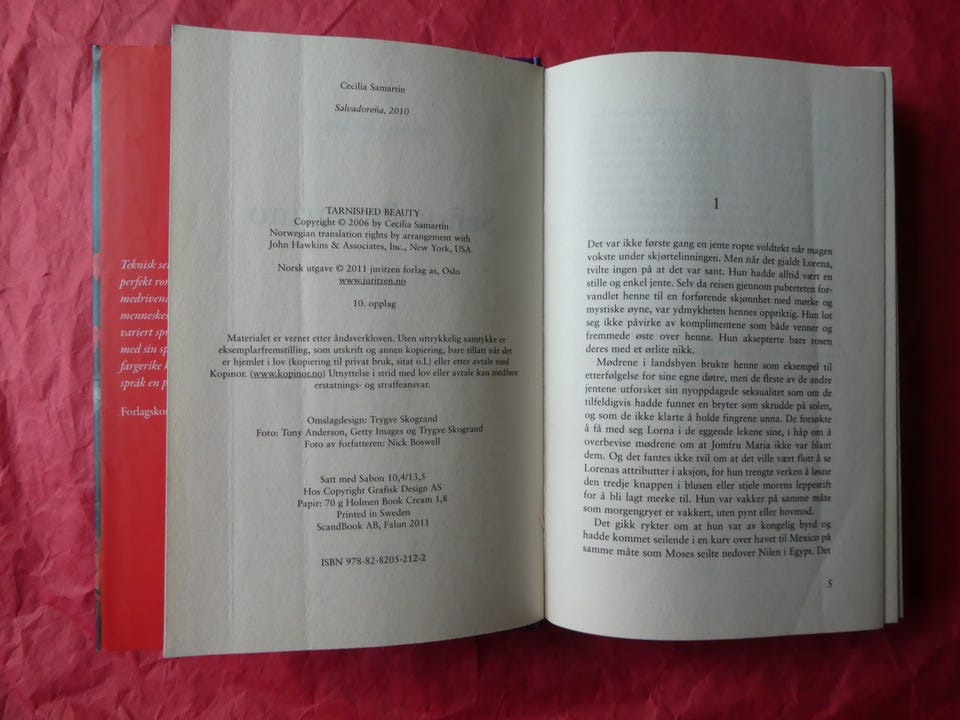 Teknisk se
perfekt ro
medriven
menneske
variert sp
med sin sp
fargerike
språk en p
Forlagsko
Cecilia Samartin
Salvadoreña, 2010
TARNISHED BEAUTY
Copyright © 2006 by Cecilia Samartin
Norwegian translation rights by arrangement with
John Hawkins & Associates, Inc., New York, USA
Norsk utgave © 2011 juritzen forlag as, Oslo
www.juritzen.no
10. opplag
Materialet er vernet etter åndsverkloven. Uten uttrykkelig samtykke er
eksemplarfremstilling, som utskrift og annen kopiering, bare tillatt når det
er hjemlet i lov (kopiering til privat bruk, sitat o.l.) eller etter avtale med
Kopinor. (www.kopinor.no) Utnyttelse i strid med lov eller avtale kan medføre
erstatnings- og straffeansvar.
Omslagdesign: Trygve Skogrand
Foto: Tony Anderson, Getty Images og Trygve Skogrand
Foto av forfatteren: Nick Boswell
Satt med Sabon 10,4/13,5
Hos Copyright Grafisk Design AS
Papir: 70 g Holmen Book Cream 1,8
Printed in Sweden
ScandBook AB, Falun 2011
ISBN 978-82-8205-212-2
1
Det var ikke første gang en jente ropte voldtekt når magen
vokste under skjørtelinningen. Men når det gjaldt Lorena,
tvilte ingen på at det var sant. Hun hadde alltid vært en
stille og enkel jente. Selv da reisen gjennom puberteten for-
vandlet henne til en forførende skjønnhet med mørke og
mystiske øyne, var ydmykheten hennes oppriktig. Hun lot
seg ikke påvirke av komplimentene som både venner og
fremmede øste over henne. Hun aksepterte bare rosen
deres med et ørlite nikk.
Mødrene i landsbyen brukte henne som eksempel til
etterfølgelse for sine egne døtre, men de fleste av de andre
jentene utforsket sin nyoppdagede seksualitet som om de
tilfeldigvis hadde funnet en bryter som skrudde på solen,
og som de ikke klarte å holde fingrene unna. De forsøkte
å få med seg Lorna i de eggende lekene sine, i håp om å
overbevise mødrene om at Jomfru Maria ikke var blant
dem. Og det fantes ikke tvil om at det ville vært flott å se
Lorenas attributter i aksjon, for hun trengte verken å løsne
den tredje knappen i blusen eller stjele morens leppestift
for å bli lagt merke til. Hun var vakker på samme måte
som morgengryet er vakkert, uten pynt eller hovmod.
Det gikk rykter om at hun var av kongelig byrd og
hadde kommet seilende i en kurv over havet til Mexico på
samme måte som Moses seilte nedover Nilen i Egypt. Det
5